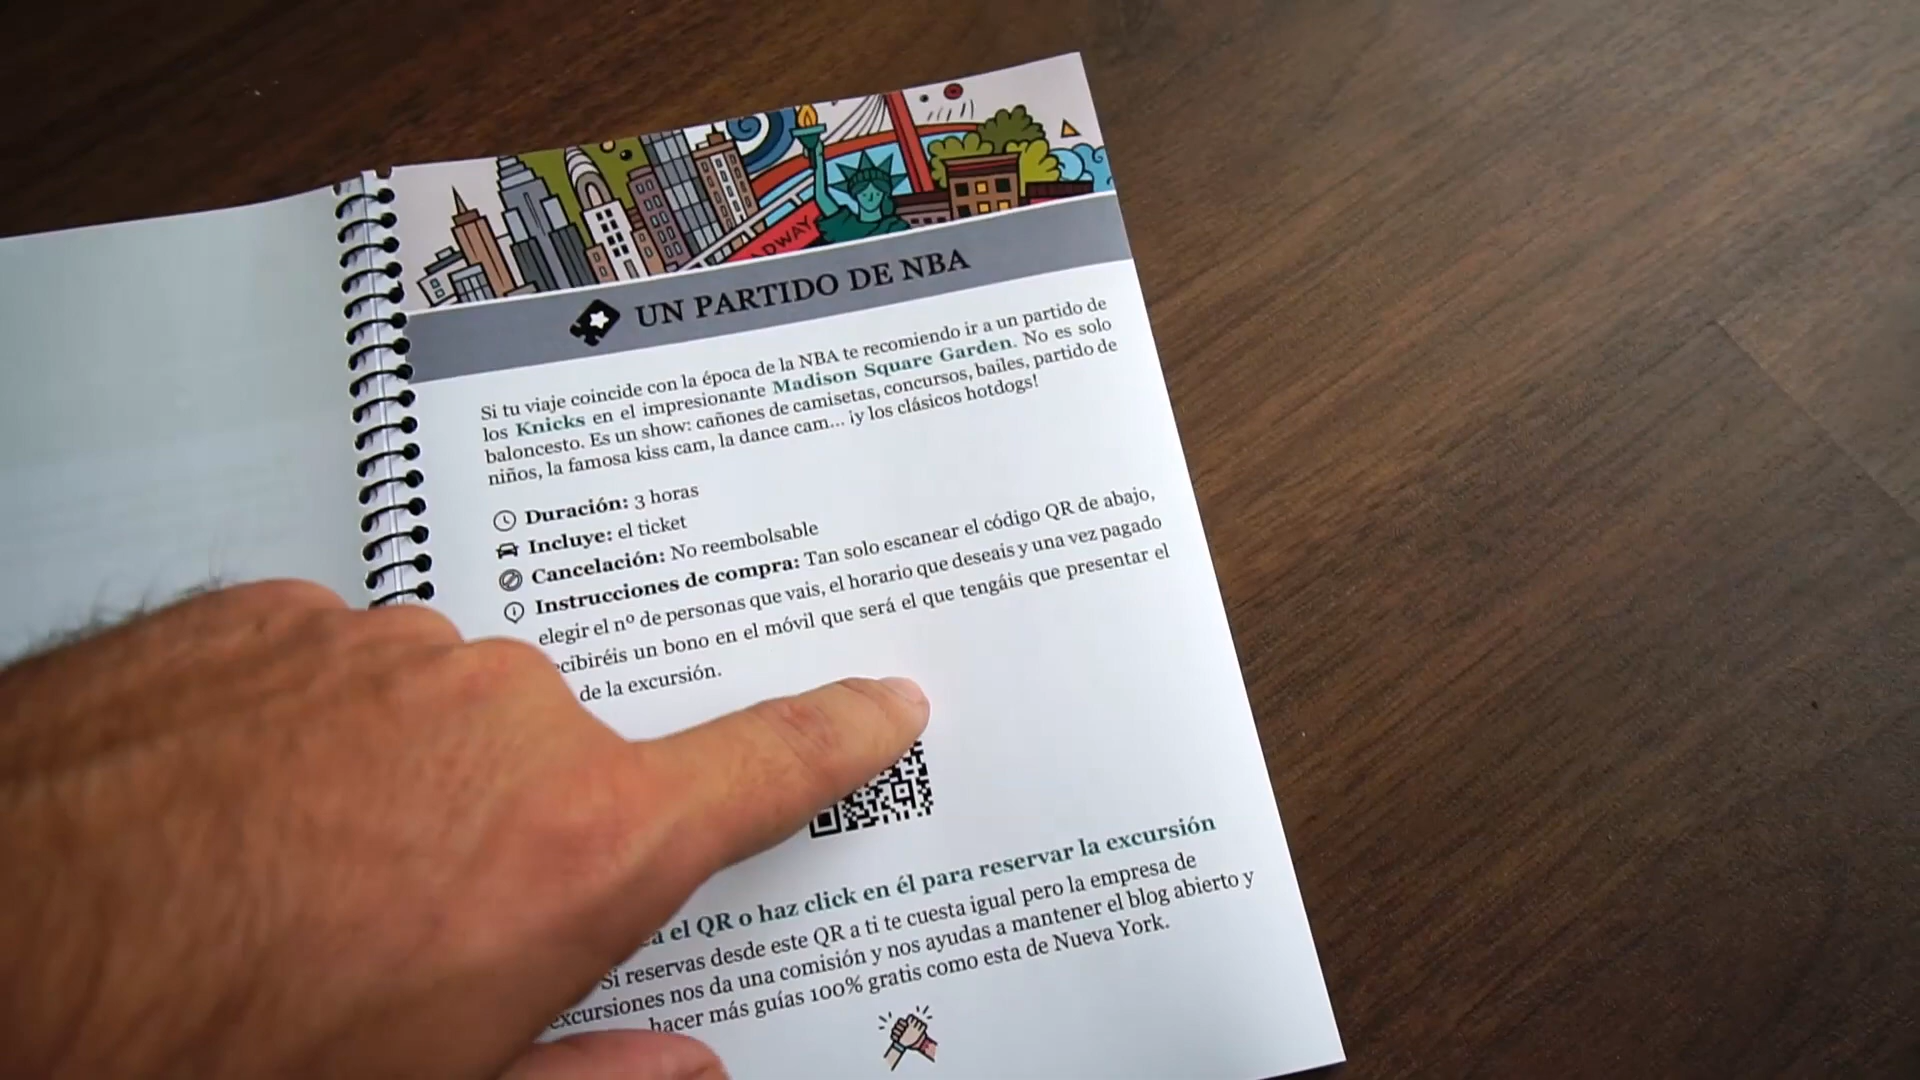 ADWAY
UN PARTIDO DE NBA
Si tu viaje coincide con la época de la NBA te recomiendo ir a un partido de
los Knicks en el impresionante Madison Square Garden. No es solo
baloncesto. Es un show: cañones de camisetas, concursos, bailes, partido de
niños, la famosa kiss cam, la dance cam... ¡y los clásicos hotdogs!
Duración: 3 horas
Incluye: el ticket
Cancelación: No reembolsable
Instrucciones de compra: Tan solo escanear el código QR de abajo,
elegir el nº de personas que vais, el horario que deseais y una vez pagado
cibiréis un bono en el móvil que será el que tengáis que presentar el
de la excursión.
el QR o haz click en él para reservar la excursión
Si reservas desde este QR a ti te cuesta igual pero la empresa de
excursiones nos da una comisión y nos ayudas a mantener el blog abierto y
hacer más guías 100% gratis como esta de Nueva York.